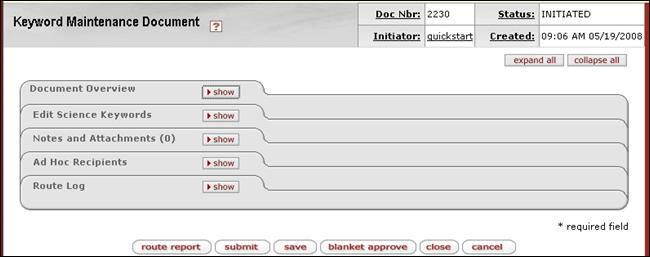 Keyword Maintenance Document ?
Doc Nbr: 2230 Status: INITIATED
Initiator: quickstart Created: 09:06 AM 05/19/2008
expand all collapse all
Document Overview show
Edit Science Keywords show
Notes and Attachments (0) show
Ad Hoc Recipients show
Route Log show
* required field
route report submit save blanket approve close cancel